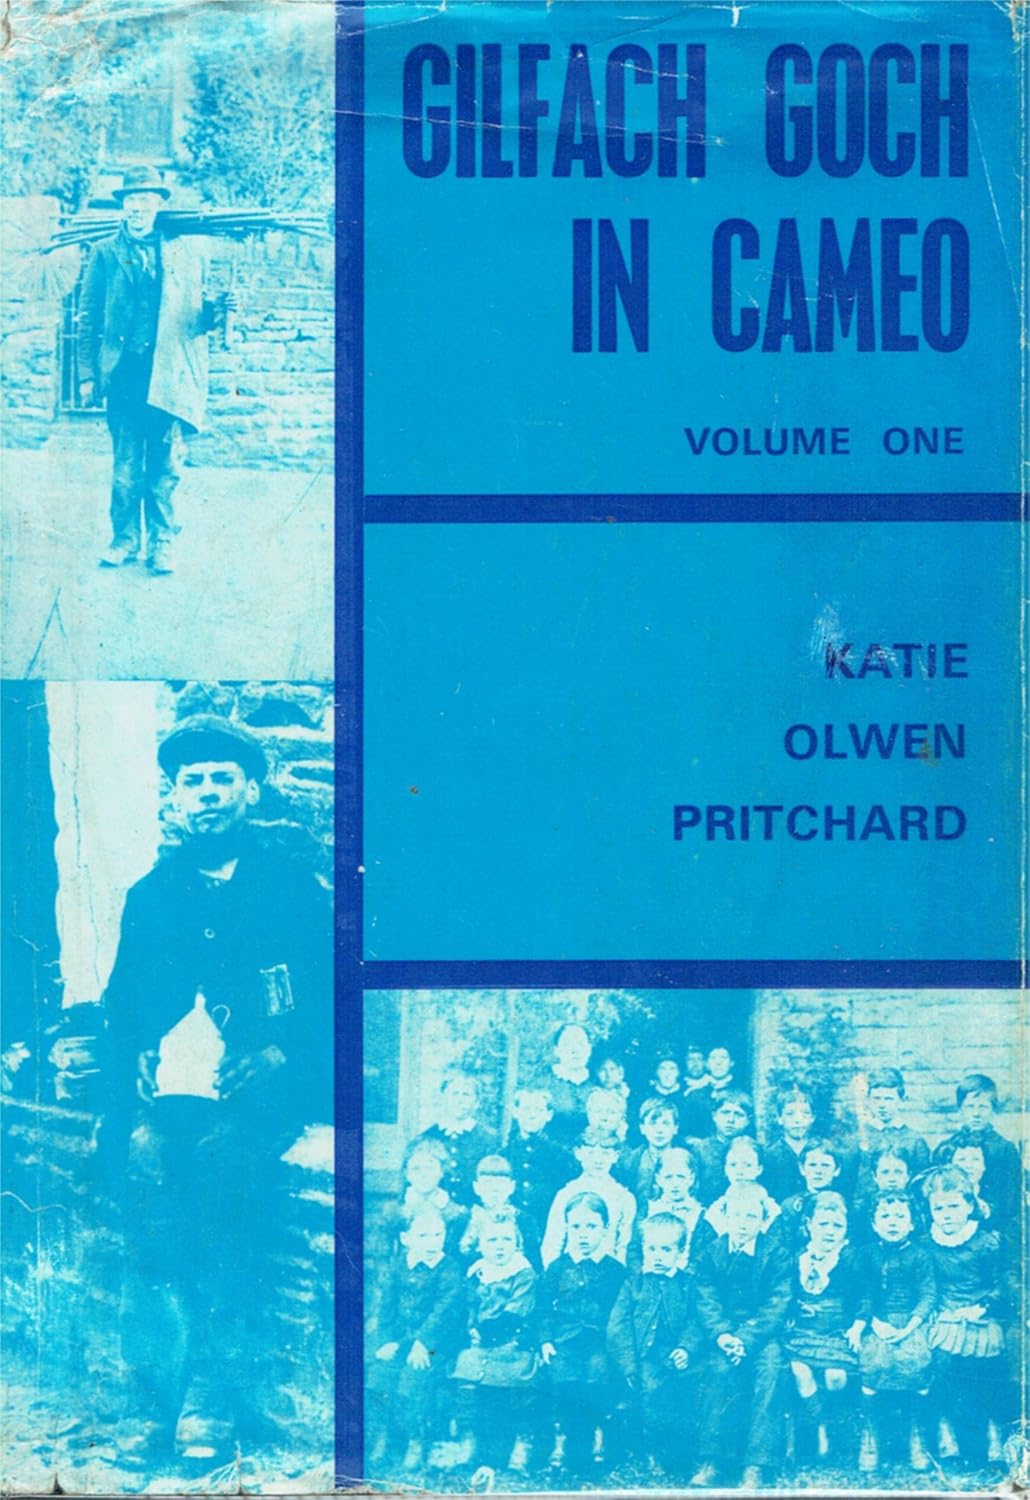 GILFACH GOCH
IN CAMEO
VOLUME ONE
KATIE
OLWEN
PRITCHARD